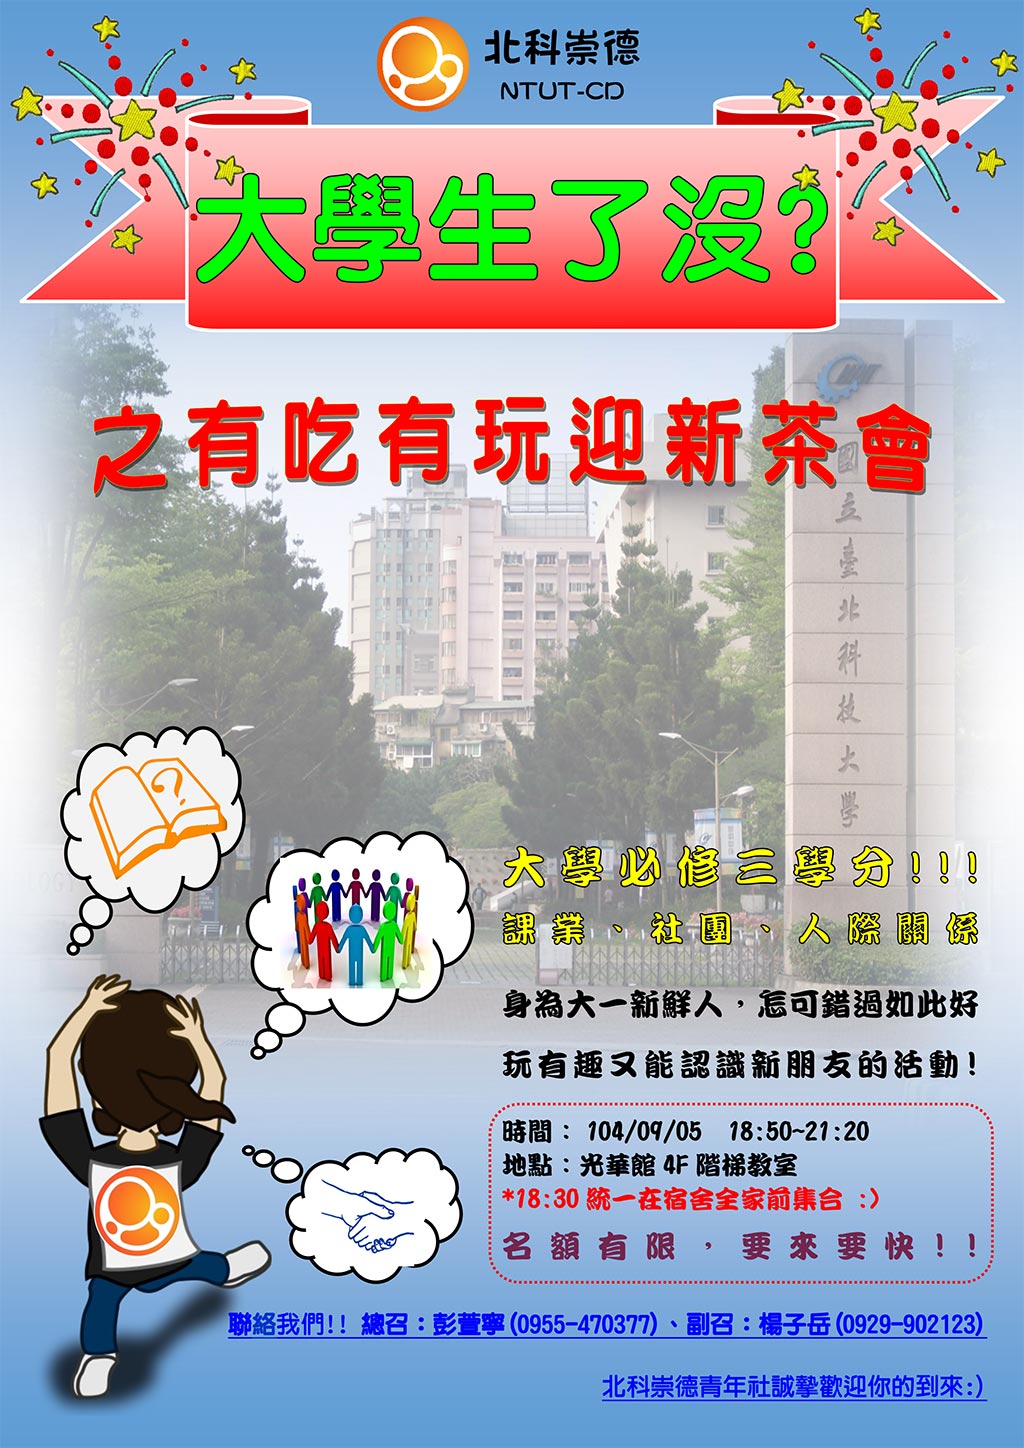 北科崇德
NTUT-CD
大學生了沒?
之有吃有玩迎新茶會
國立臺北科技大學
大學必修三學分!!!
課業、社團、人際關係
身為大一新鮮人，怎可錯過如此好
玩有趣又能認識新朋友的活動!
時間： 104/09/05 18:50~21:20
地點：光華館 4F 階梯教室
*18:30 統一在宿舍全家前集合 :)
名額有限，要來要快!!
聯絡我們!! 總召：彭萱寧(0955-470377)、副召：楊子岳(0929-902123)
北科崇德青年社誠摯歡迎你的到來:)